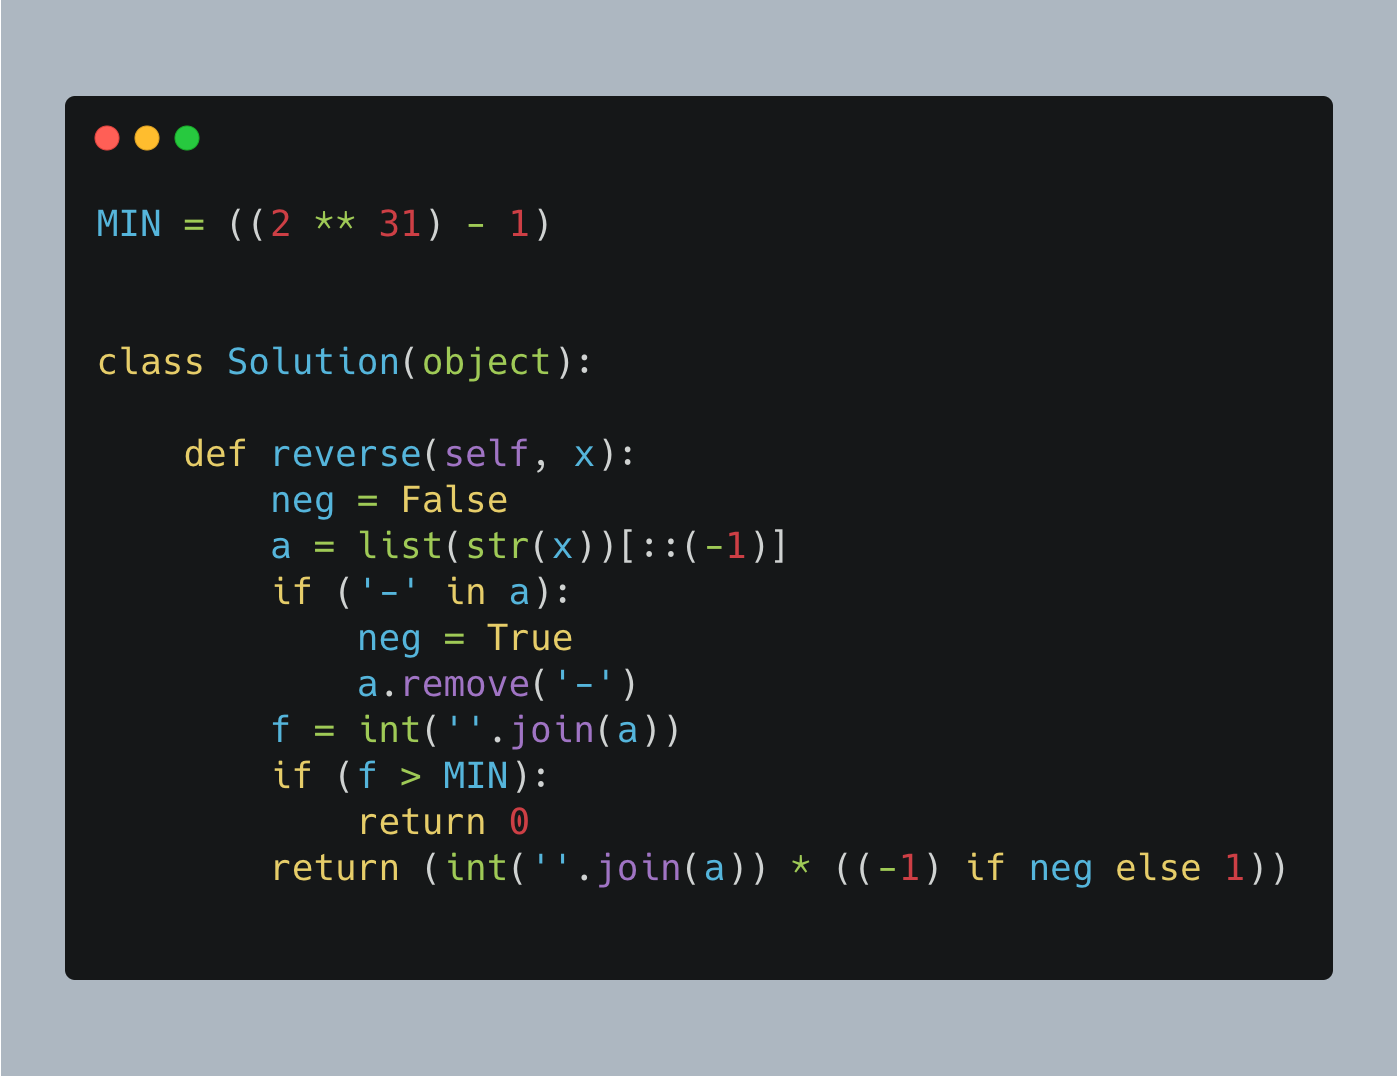 MIN = ((2 ** 31) - 1)
class Solution(object):
    def reverse(self, x):
        neg = False
        a = list(str(x))[::(-1)]
        if ('-' in a):
            neg = True
            a.remove('-')
        f = int(''.join(a))
        if (f > MIN):
            return 0
        return (int(''.join(a)) * ((-1) if neg else 1))